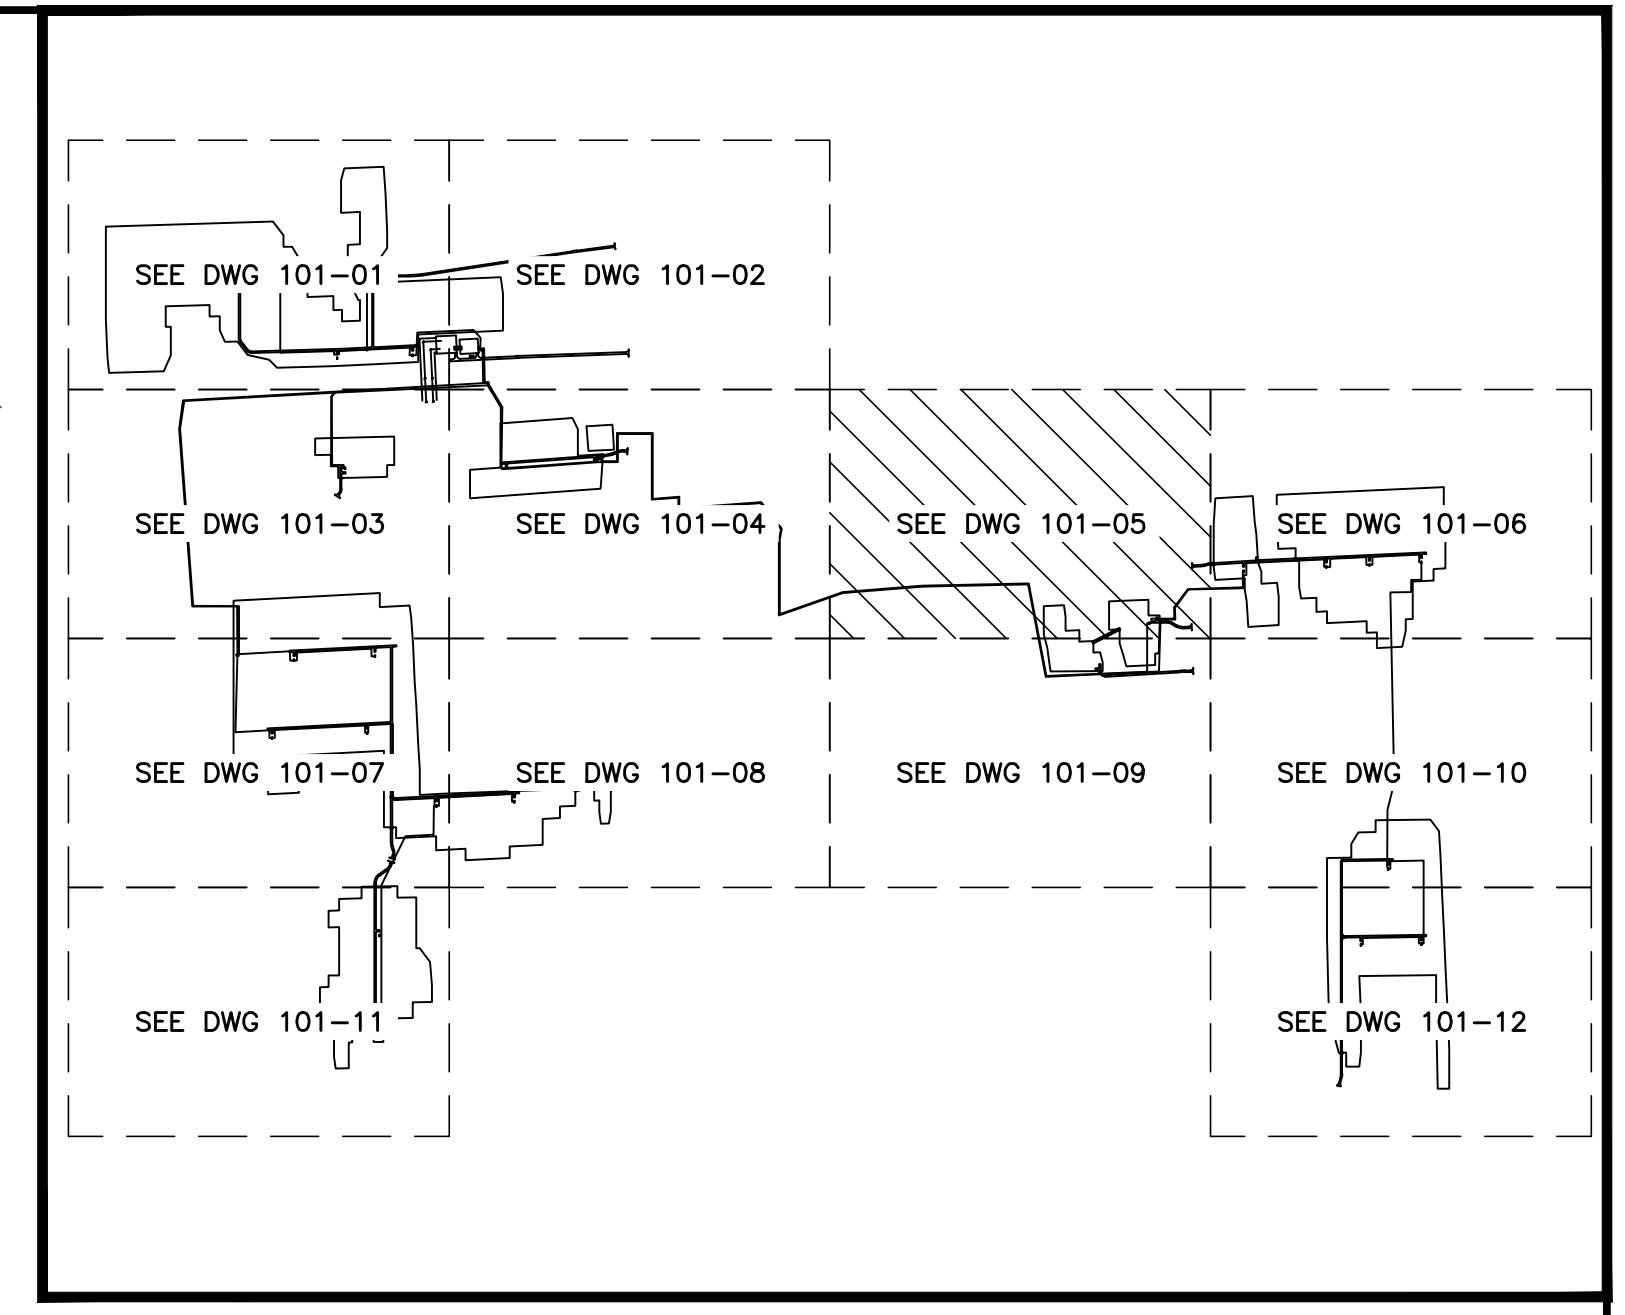 SEE DWG 101-01
SEE DWG 101-02
SEE DWG 101-03
SEE DWG 101-04
SEE DWG 101-05
SEE DWG 101-06
SEE DWG 101-07
SEE DWG 101-08
SEE DWG 101-09
SEE DWG 101-10
SEE DWG 101-11
SEE DWG 101-12